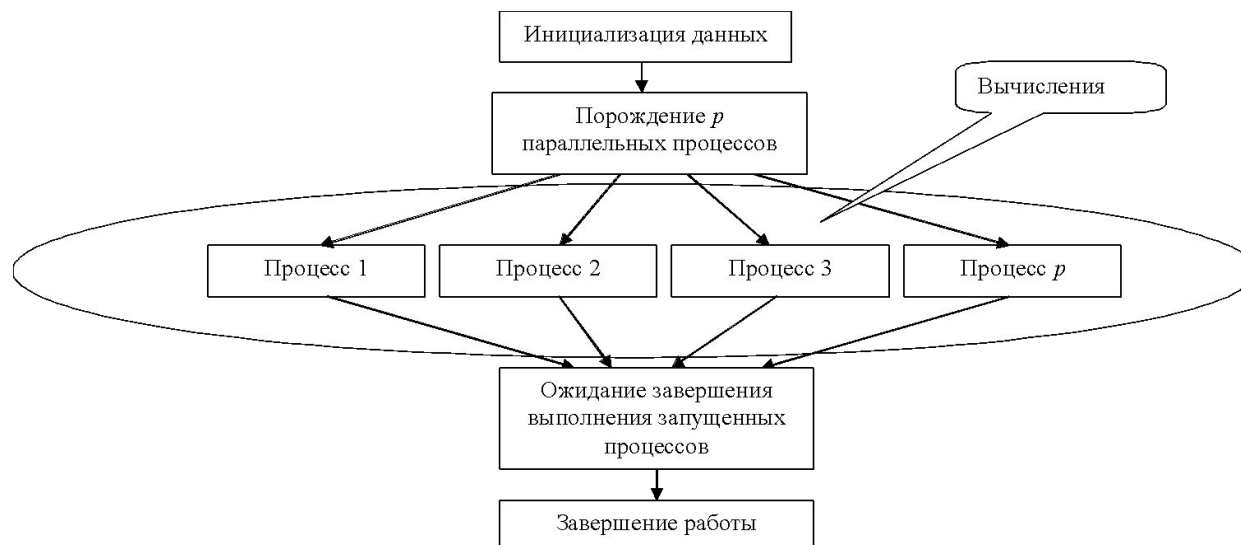 Инициализация данных
Вычисления
Порождение p
параллельных процессов
Процесс 1
Процесс 2
Процесс 3
Процесс p
Ожидание завершения
выполнения запущенных
процессов
Завершение работы